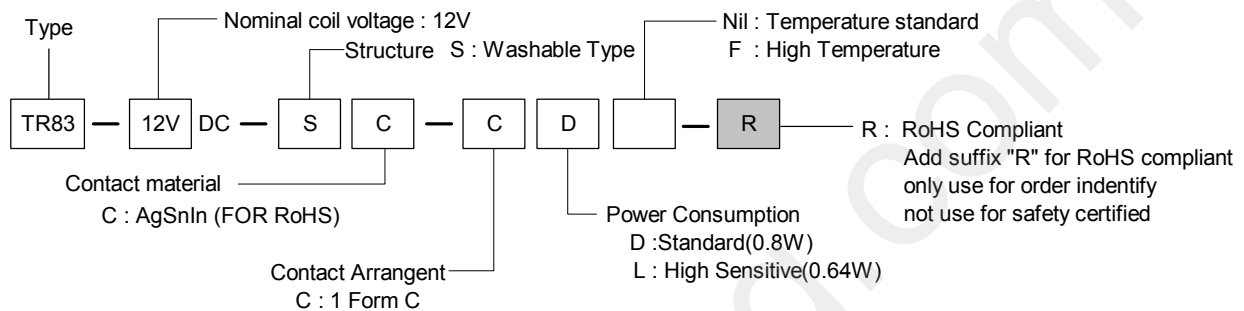 Type
Nominal coil voltage : 12V
Structure S : Washable Type
Nil : Temperature standard
F : High Temperature
TR83 — 12V DC — S C — C D — R
R : RoHS Compliant
Add suffix "R" for RoHS compliant
only use for order indentify
not use for safety certified
Contact material
C : AgSnIn (FOR RoHS)
Power Consumption
D :Standard(0.8W)
L : High Sensitive(0.64W)
Contact Arrangent
C : 1 Form C